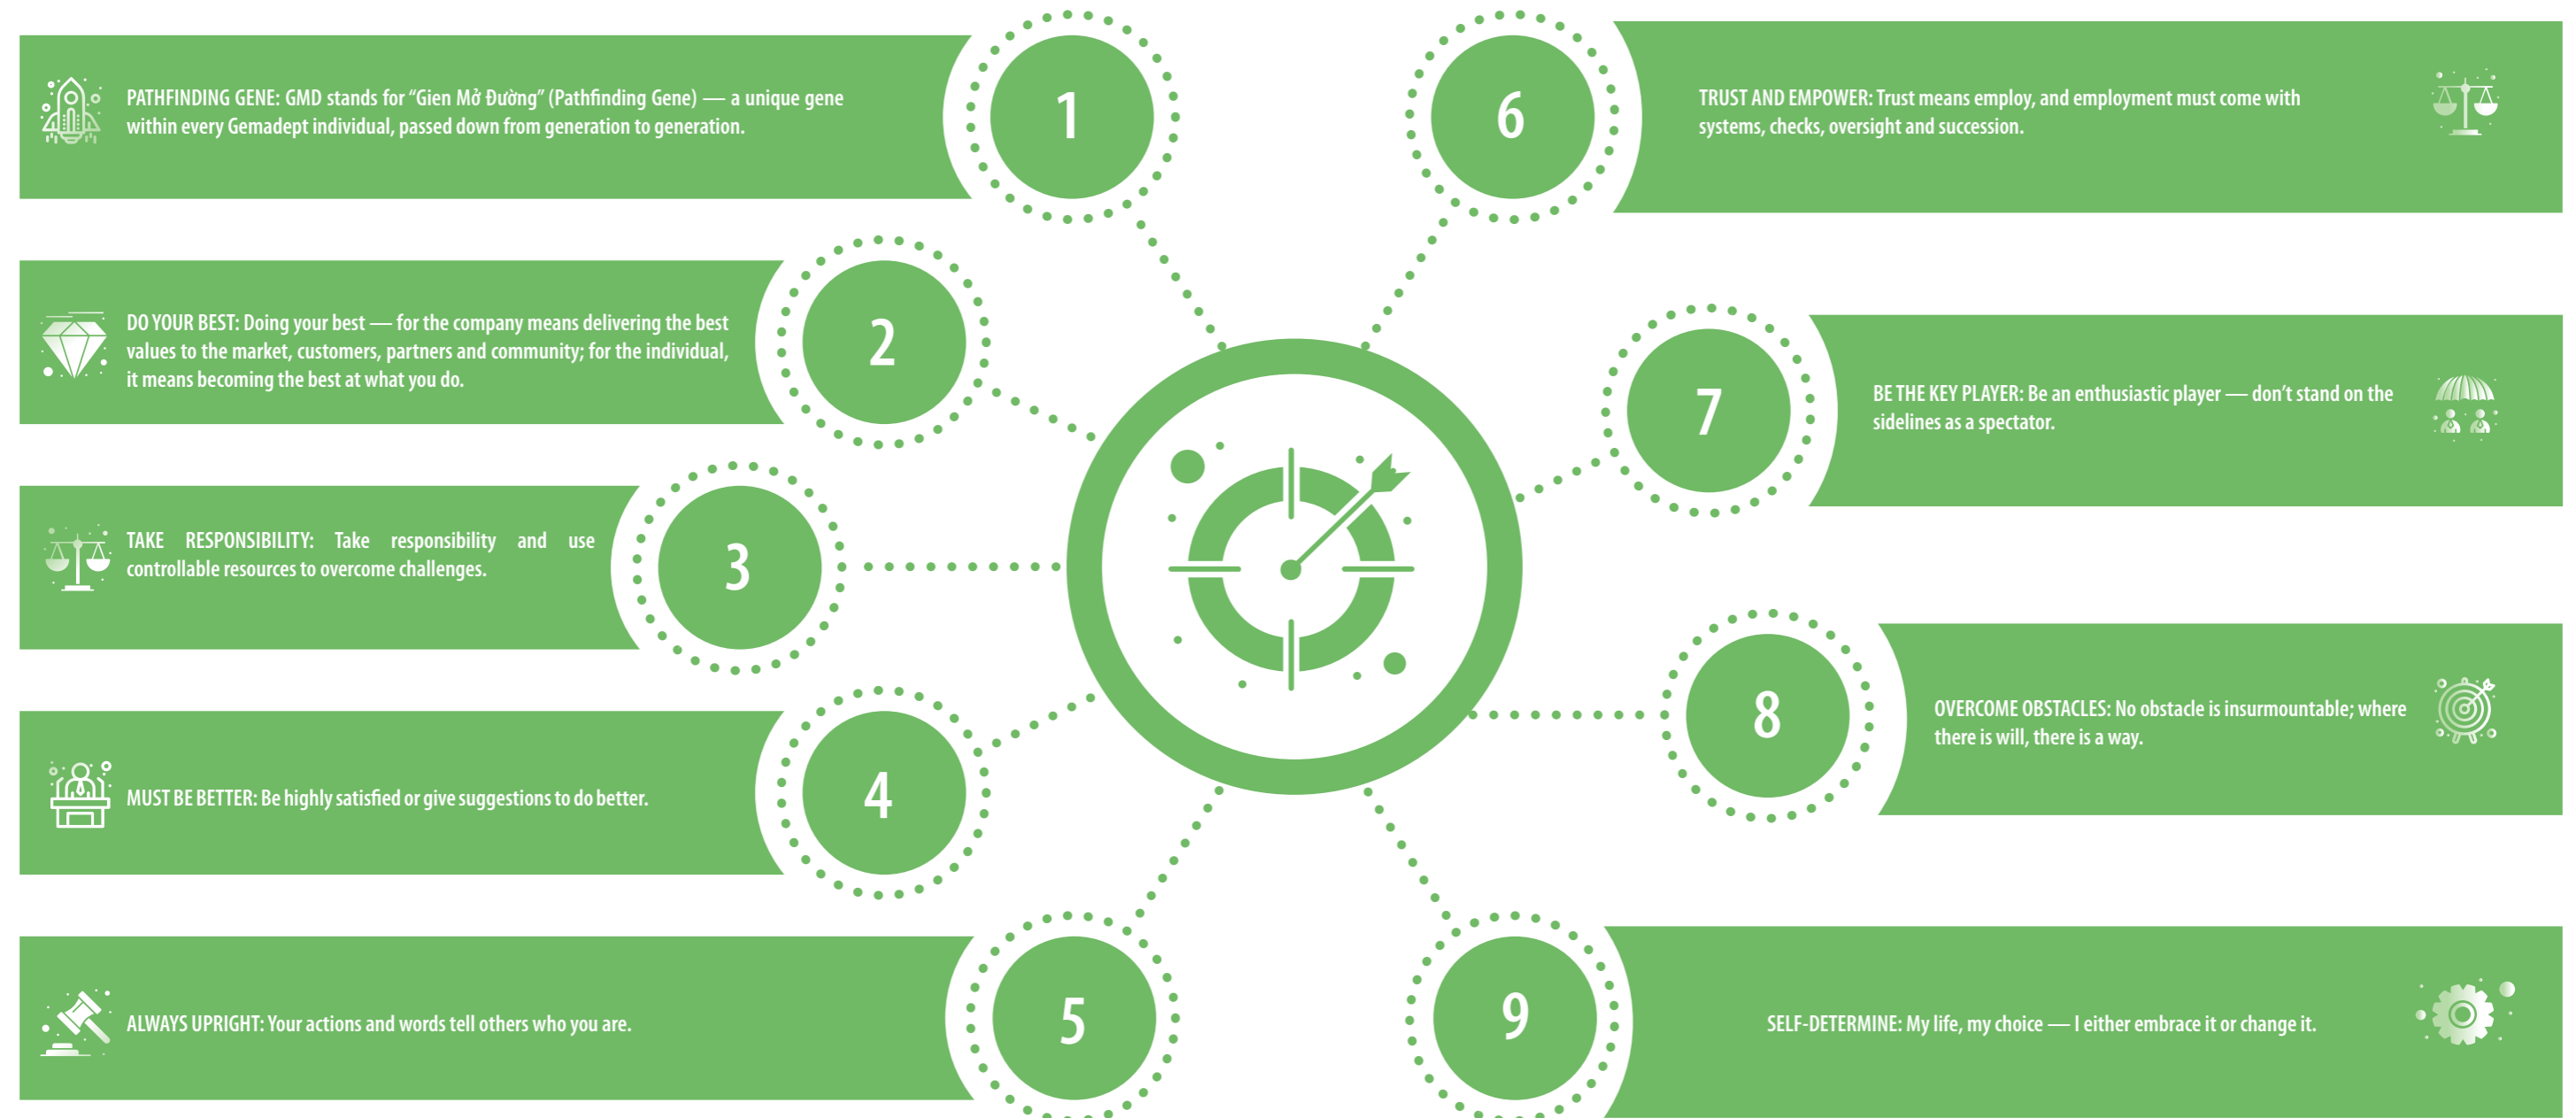 1
PATHFINDING GENE: GMD stands for “Gien Mở Đường” (Pathfinding Gene) — a unique gene
within every Gemadept individual, passed down from generation to generation.
2
DO YOUR BEST: Doing your best — for the company means delivering the best
values to the market, customers, partners and community; for the individual,
it means becoming the best at what you do.
3
TAKE RESPONSIBILITY: Take responsibility and use
controllable resources to overcome challenges.
4
MUST BE BETTER: Be highly satisfied or give suggestions to do better.
5
ALWAYS UPRIGHT: Your actions and words tell others who you are.
6
TRUST AND EMPOWER: Trust means employ, and employment must come with
systems, checks, oversight and succession.
7
BE THE KEY PLAYER: Be an enthusiastic player — don’t stand on the
sidelines as a spectator.
8
OVERCOME OBSTACLES: No obstacle is insurmountable; where
there is will, there is a way.
9
SELF-DETERMINE: My life, my choice — I either embrace it or change it.